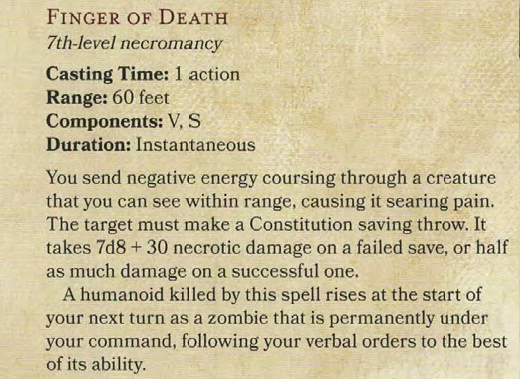 FINGER OF DEATH
7th-level necromancy
Casting Time: 1 action
Range: 60 feet
Components: V, S
Duration: Instantaneous
You send negative energy coursing through a creature
that you can see within range, causing it searing pain.
The target must make a Constitution saving throw. It
takes 7d8 + 30 necrotic damage on a failed save, or half
as much damage on a successful one.
A humanoid killed by this spell rises at the start of
your next turn as a zombie that is permanently under
your command, following your verbal orders to the best
of its ability.